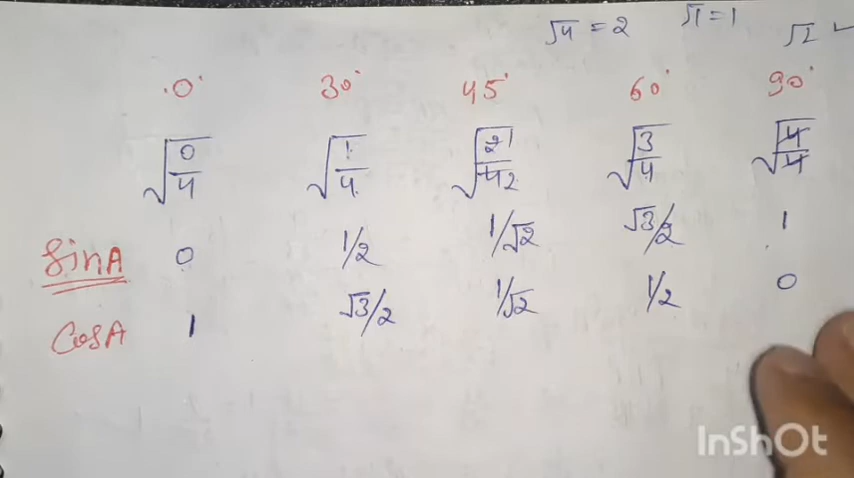 √4 = 2 √1 = 1
0° 30° 45° 60° 90°
√0/4 √1/4 √2/4 1 2 √3/4 √4/4
SinA 0 1/2 1/√2 √3/2 1
CosA 1 √3/2 1/√2 1/2 0
InShOt